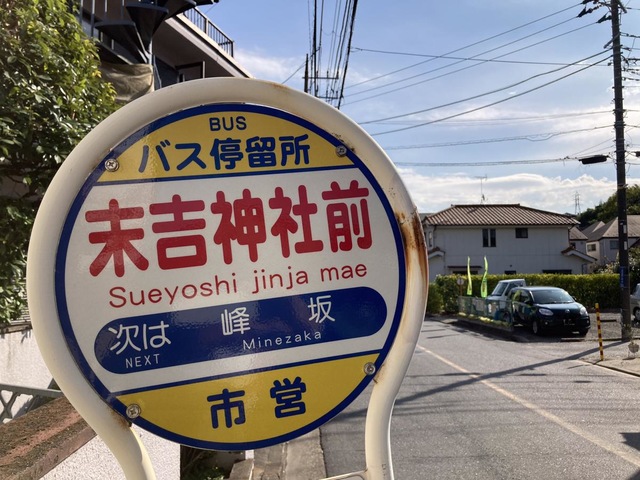 BUS
バス停留所
末吉神社前
Sueyoshi jinja mae
次は 峰 坂
NEXT Minezaka
市営